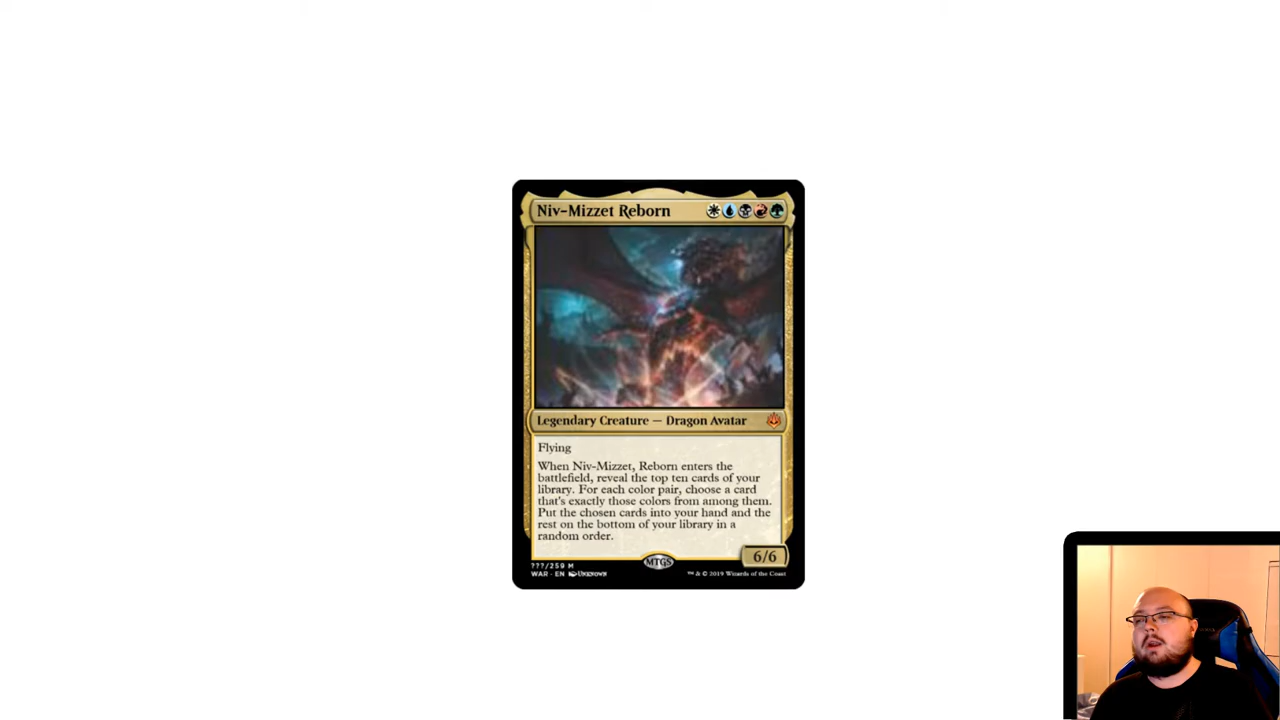 Niv-Mizzet Reborn
Legendary Creature — Dragon Avatar
Flying
When Niv-Mizzet, Reborn enters the
battlefield, reveal the top ten cards of your
library. For each color pair, choose a card
that's exactly those colors from among them.
Put the chosen cards into your hand and the
rest on the bottom of your library in a
random order.
6/6
???/259 M
MTGS
WAR · EN Unknown
™ & © 2019 Wizards of the Coast